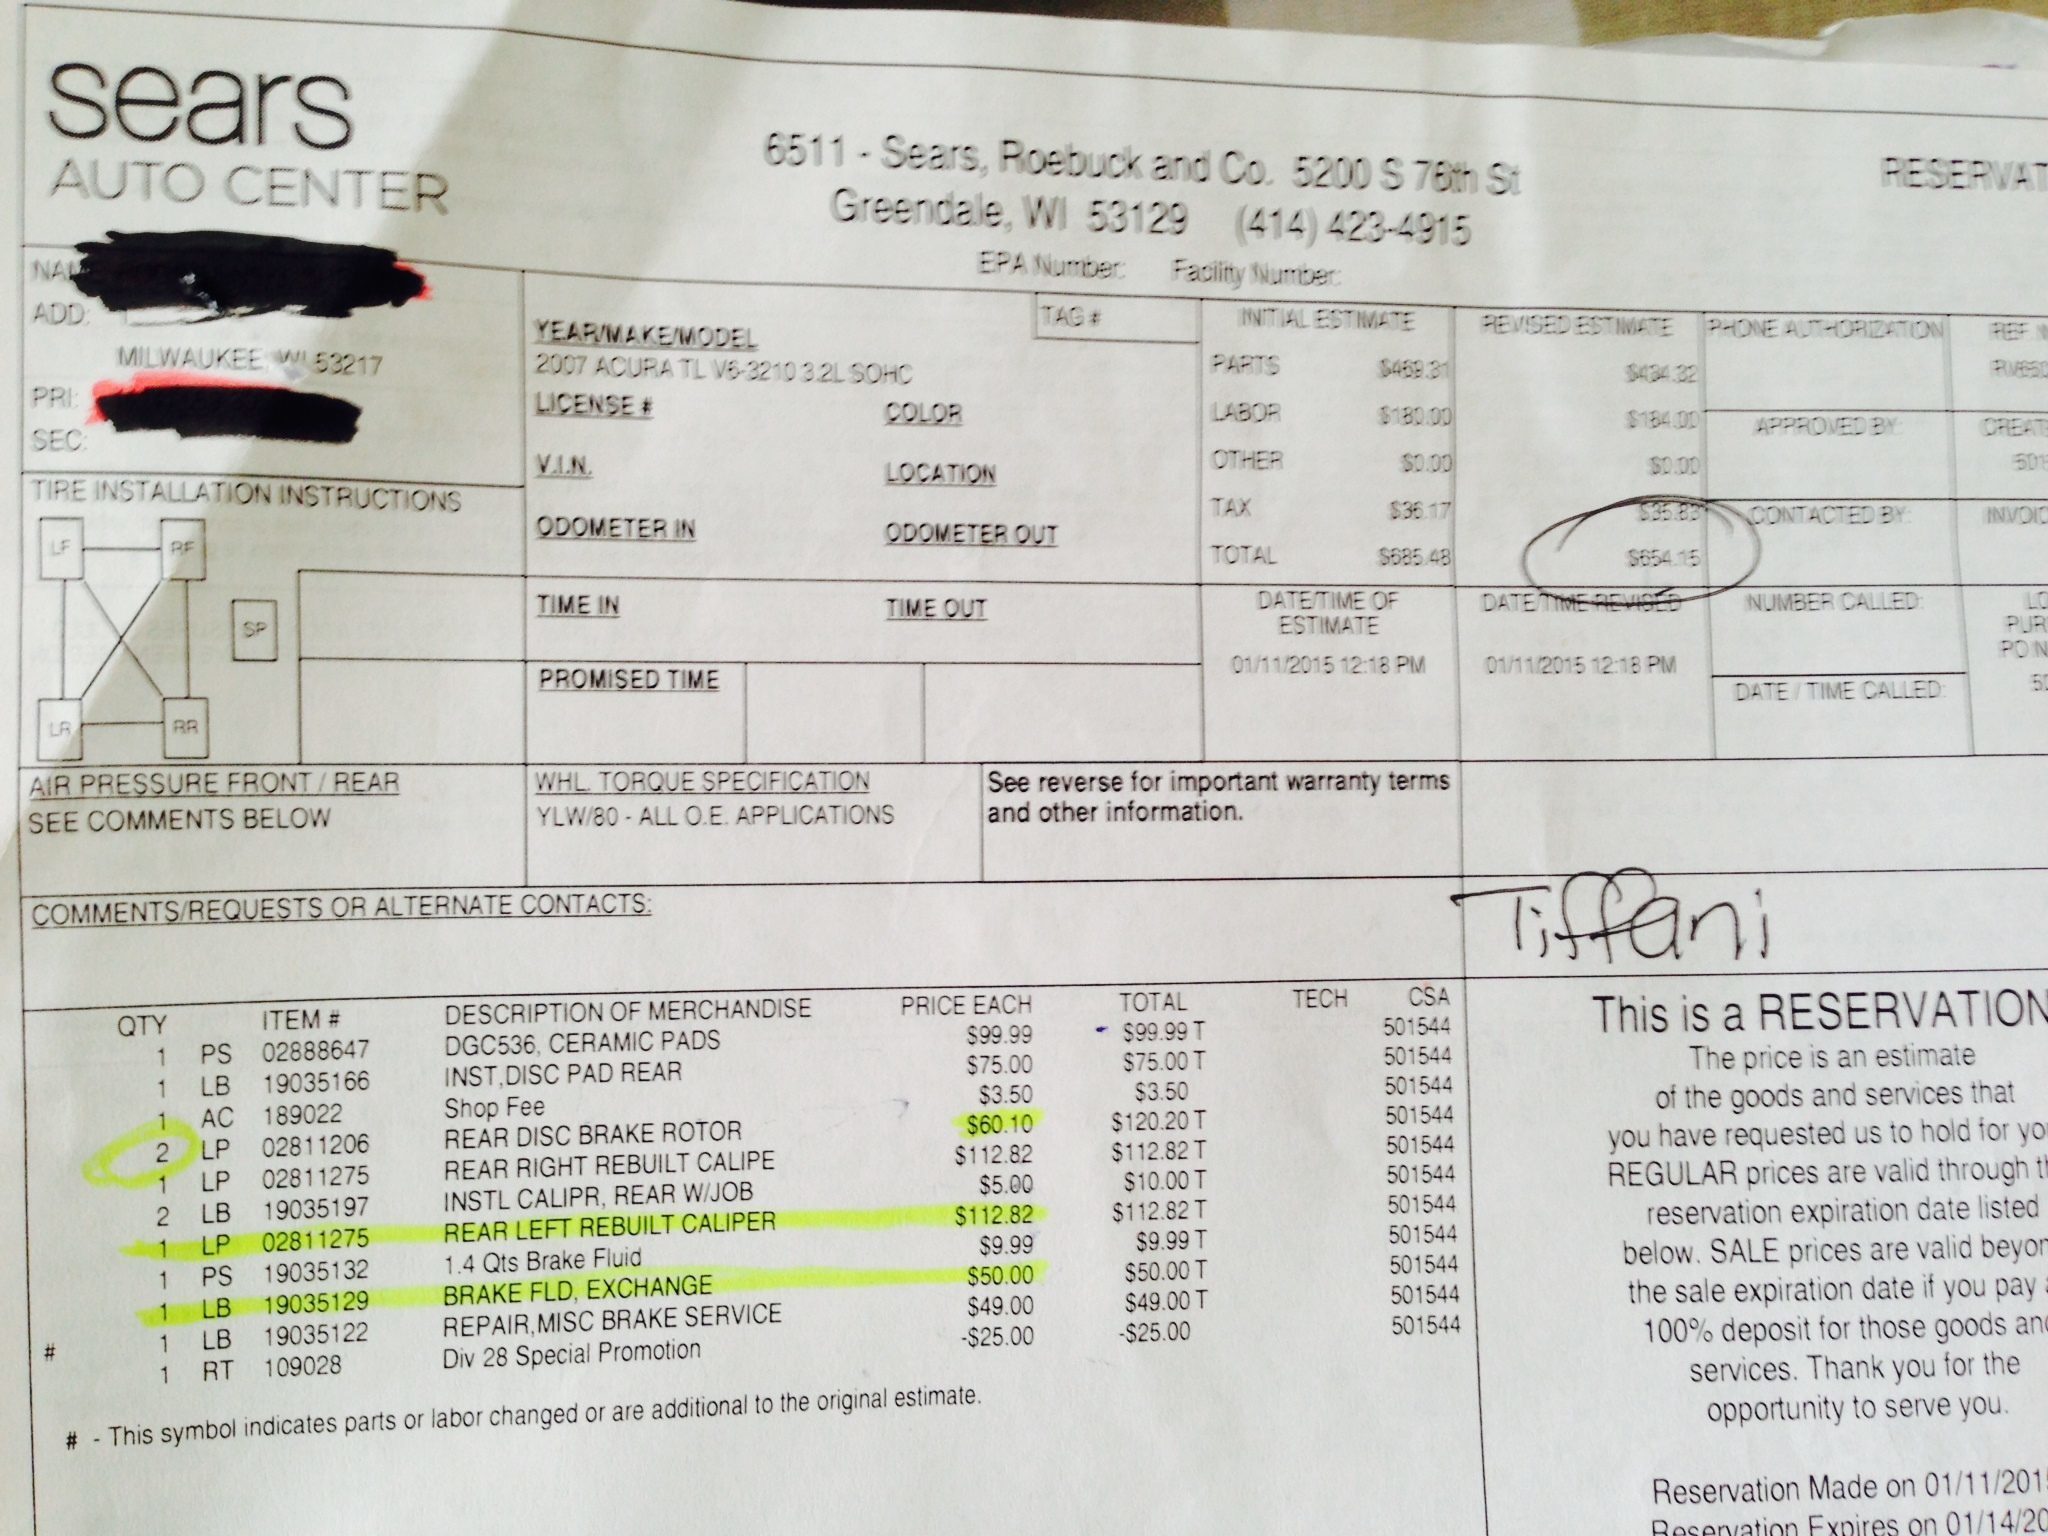 sears
AUTO CENTER
6511 - Sears, Roebuck and Co. 5200 S 76th St
Greendale, WI 53129 (414) 423-4915
EPA Number: Facility Number:
RESERVAT
NAM
ADD:
MILWAUKEE, WI 53217
PRI:
SEC:
YEAR/MAKE/MODEL
2007 ACURA TL V6-3210 3.2L SOHC
LICENSE # COLOR
V.I.N. LOCATION
ODOMETER IN ODOMETER OUT
TIME IN TIME OUT
PROMISED TIME
TAG #
INITIAL ESTIMATE REVISED ESTIMATE PHONE AUTHORIZATION REF
PARTS $469.31 $434.32
LABOR $180.00 $184.00 APPROVED BY: CREAT
OTHER $0.00 $0.00
TAX $36.17 $35.83 CONTACTED BY: INVOIC
TOTAL $685.48 $654.15
DATE/TIME OF ESTIMATE DATE/TIME REVISED NUMBER CALLED: LO
PUR
PO
01/11/2015 12:18 PM 01/11/2015 12:18 PM
DATE / TIME CALLED:
TIRE INSTALLATION INSTRUCTIONS
LF RF
SP
LR RR
AIR PRESSURE FRONT / REAR
SEE COMMENTS BELOW
WHL. TORQUE SPECIFICATION
YLW/80 - ALL O.E. APPLICATIONS
See reverse for important warranty terms
and other information.
COMMENTS/REQUESTS OR ALTERNATE CONTACTS:
Tiffani
QTY ITEM # DESCRIPTION OF MERCHANDISE PRICE EACH TOTAL TECH CSA
1 PS 02888647 DGC536, CERAMIC PADS $99.99 $99.99 T 501544
1 LB 19035166 INST,DISC PAD REAR $75.00 $75.00 T 501544
1 AC 189022 Shop Fee $3.50 $3.50 501544
2 LP 02811206 REAR DISC BRAKE ROTOR $60.10 $120.20 T 501544
1 LP 02811275 REAR RIGHT REBUILT CALIPE $112.82 $112.82 T 501544
2 LB 19035197 INSTL CALIPR, REAR W/JOB $5.00 $10.00 T 501544
1 LP 02811275 REAR LEFT REBUILT CALIPER $112.82 $112.82 T 501544
1 PS 19035132 1.4 Qts Brake Fluid $9.99 $9.99 T 501544
1 LB 19035129 BRAKE FLD, EXCHANGE $50.00 $50.00 T 501544
1 LB 19035122 REPAIR,MISC BRAKE SERVICE $49.00 $49.00 T 501544
# 1 RT 109028 Div 28 Special Promotion -$25.00 -$25.00 501544
# - This symbol indicates parts or labor changed or are additional to the original estimate.
This is a RESERVATION
The price is an estimate
of the goods and services that
you have requested us to hold for yo
REGULAR prices are valid through th
reservation expiration date listed
below. SALE prices are valid beyon
the sale expiration date if you pay a
100% deposit for those goods and
services. Thank you for the
opportunity to serve you.
Reservation Made on 01/11/2015
Reservation Expires on 01/14/20